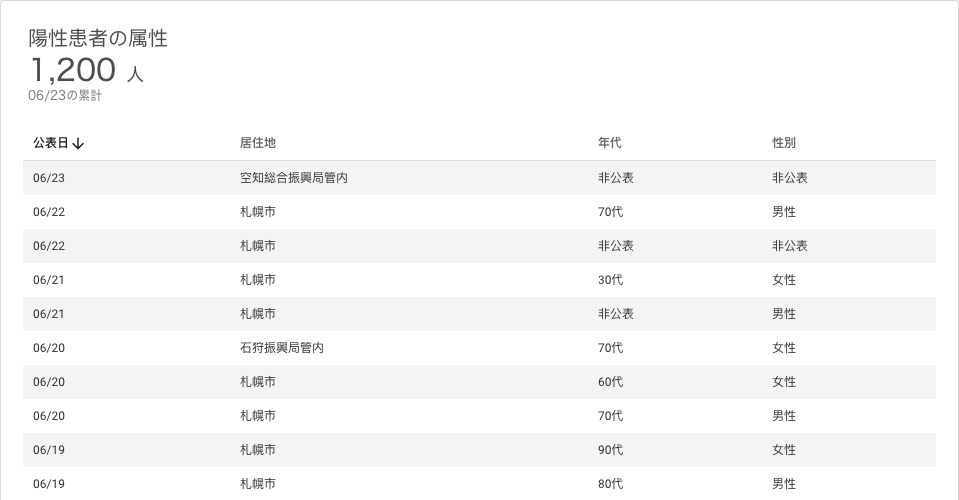 陽性患者の属性
1,200 人
06/23の累計
公表日↓ 居住地 年代 性別
06/23 空知総合振興局管内 非公表 非公表
06/22 札幌市 70代 男性
06/22 札幌市 非公表 非公表
06/21 札幌市 30代 女性
06/21 札幌市 非公表 男性
06/20 石狩振興局管内 70代 女性
06/20 札幌市 60代 女性
06/20 札幌市 70代 男性
06/19 札幌市 90代 女性
06/19 札幌市 80代 男性